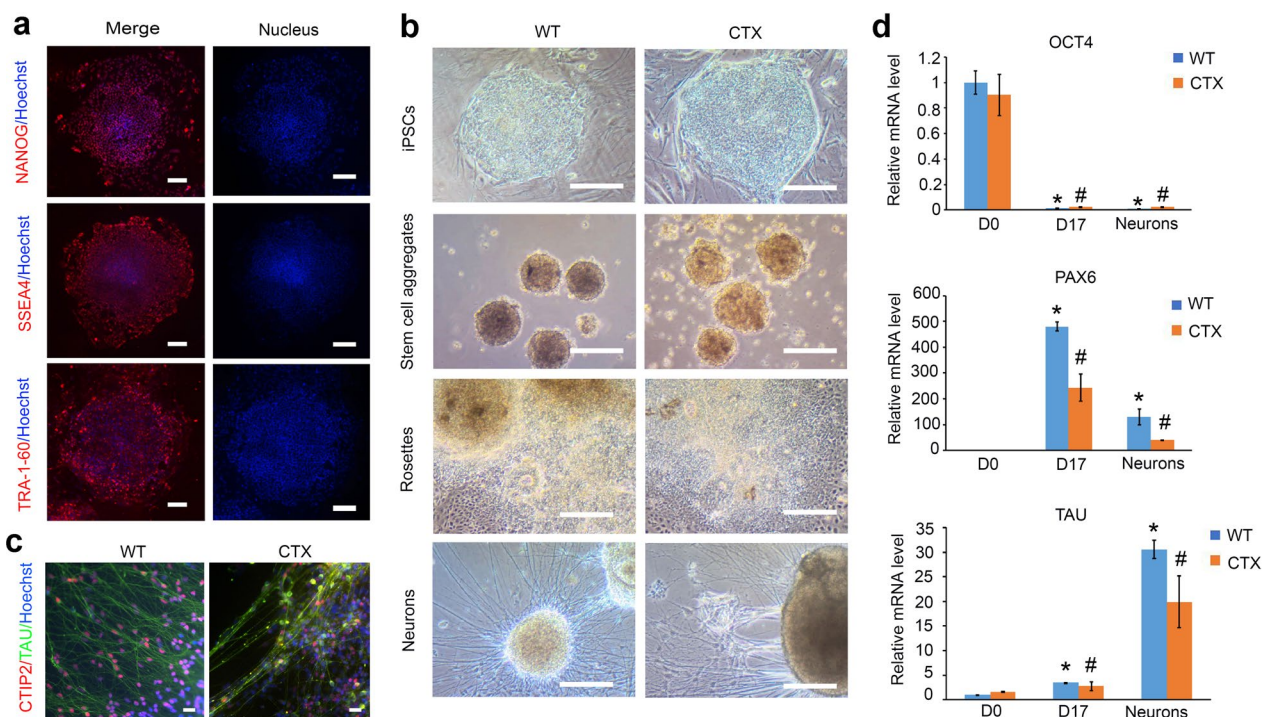 a
Merge
Nucleus
NANOG/Hoechst
SSEA4/Hoechst
TRA-1-60/Hoechst
b
WT
CTX
iPSCs
Stem cell aggregates
Rosettes
Neurons
c
WT
CTX
CTIP2/TAU/Hoechst
d
OCT4
WT
CTX
Relative mRNA level
1.2
1
0.8
0.6
0.4
0.2
0
* # * #
D0 D17 Neurons
PAX6
WT
CTX
Relative mRNA level
600
500
400
300
200
100
0
* # * #
D0 D17 Neurons
TAU
WT
CTX
Relative mRNA level
35
30
25
20
15
10
5
0
* # * #
D0 D17 Neurons